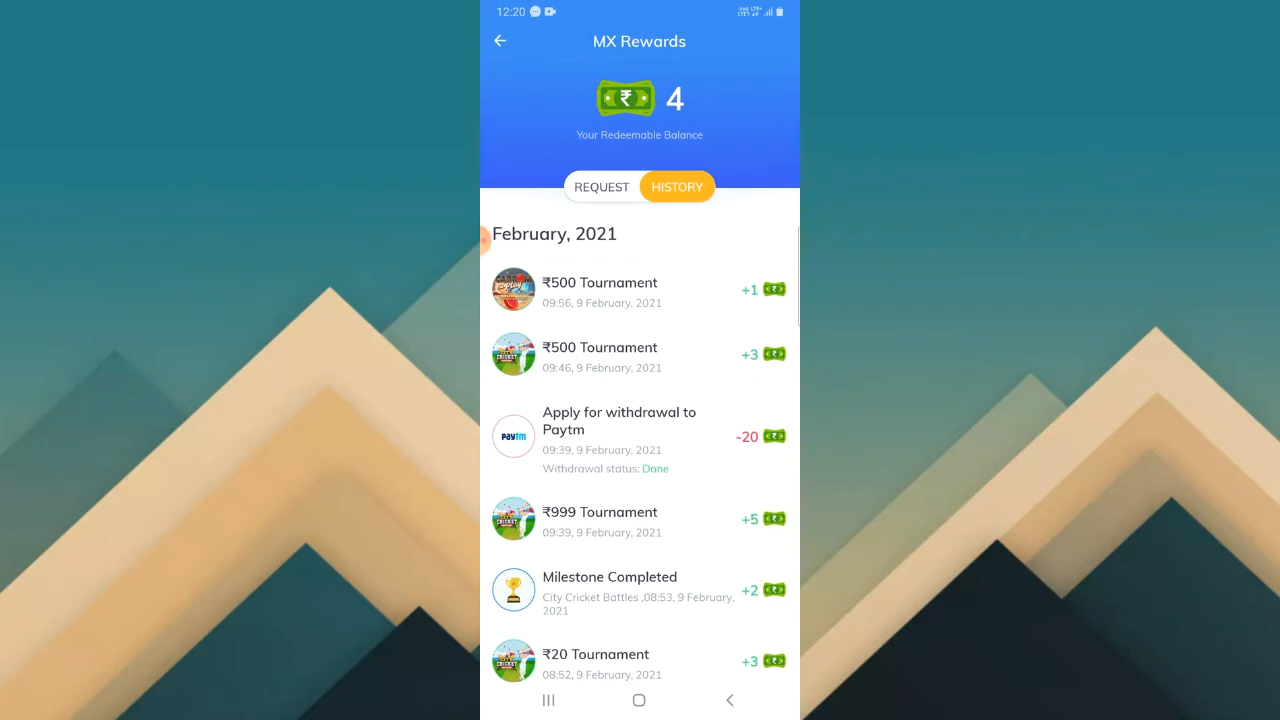 12:20
MX Rewards
₹ 4
Your Redeemable Balance
REQUEST HISTORY
February, 2021
₹500 Tournament
09:56, 9 February, 2021
+1
₹500 Tournament
09:46, 9 February, 2021
+3
Apply for withdrawal to
Paytm
paytm
09:39, 9 February, 2021
Withdrawal status: Done
-20
₹999 Tournament
09:39, 9 February, 2021
+5
Milestone Completed
City Cricket Battles ,08:53, 9 February,
2021
+2
₹20 Tournament
08:52, 9 February, 2021
+3